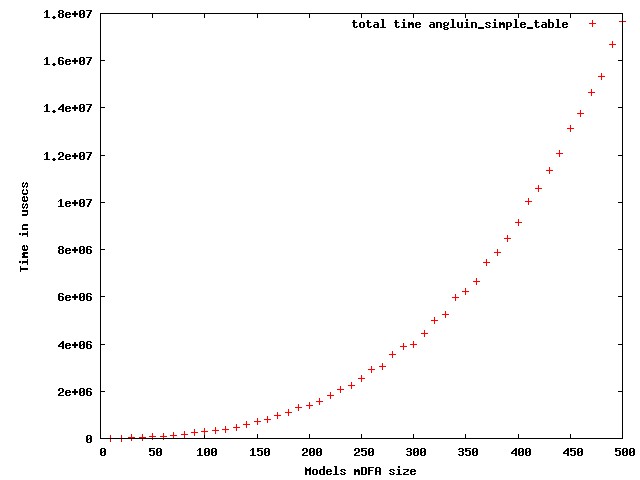 total time angluin_simple_table
1.8e+07
1.6e+07
1.4e+07
1.2e+07
1e+07
8e+06
6e+06
4e+06
2e+06
0
Time in usecs
0 50 100 150 200 250 300 350 400 450 500
Models mDFA size